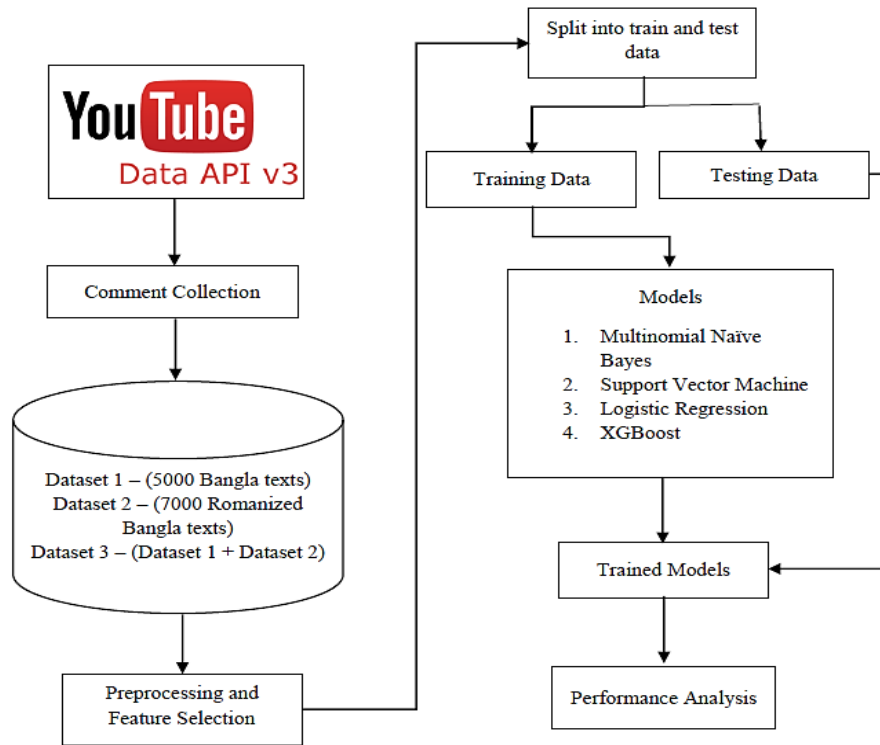 YouTube
Data API v3
Comment Collection
Dataset 1 – (5000 Bangla texts)
Dataset 2 – (7000 Romanized
Bangla texts)
Dataset 3 – (Dataset 1 + Dataset 2)
Preprocessing and
Feature Selection
Split into train and test
data
Training Data
Testing Data
Models
1. Multinomial Naïve
Bayes
2. Support Vector Machine
3. Logistic Regression
4. XGBoost
Trained Models
Performance Analysis